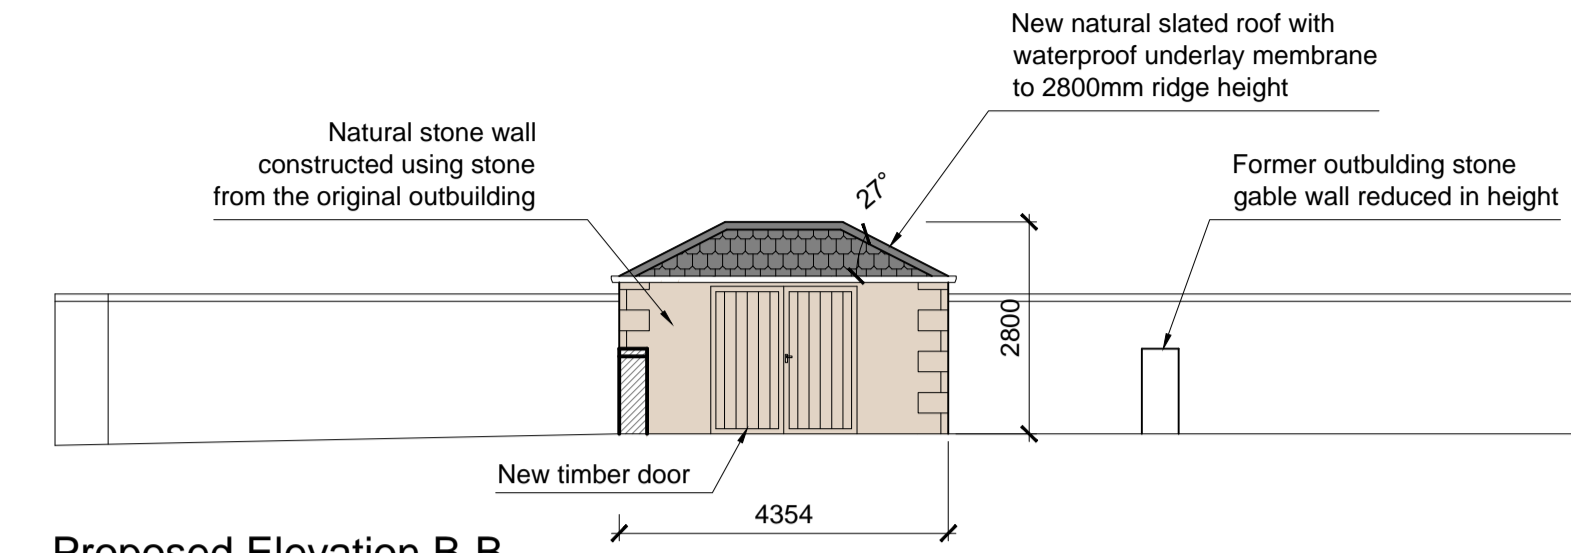 New natural slated roof with
waterproof underlay membrane
to 2800mm ridge height
Natural stone wall
constructed using stone
from the original outbuilding
Former outbulding stone
gable wall reduced in height
27°
2800
New timber door
4354
Proposed Elevation B-B